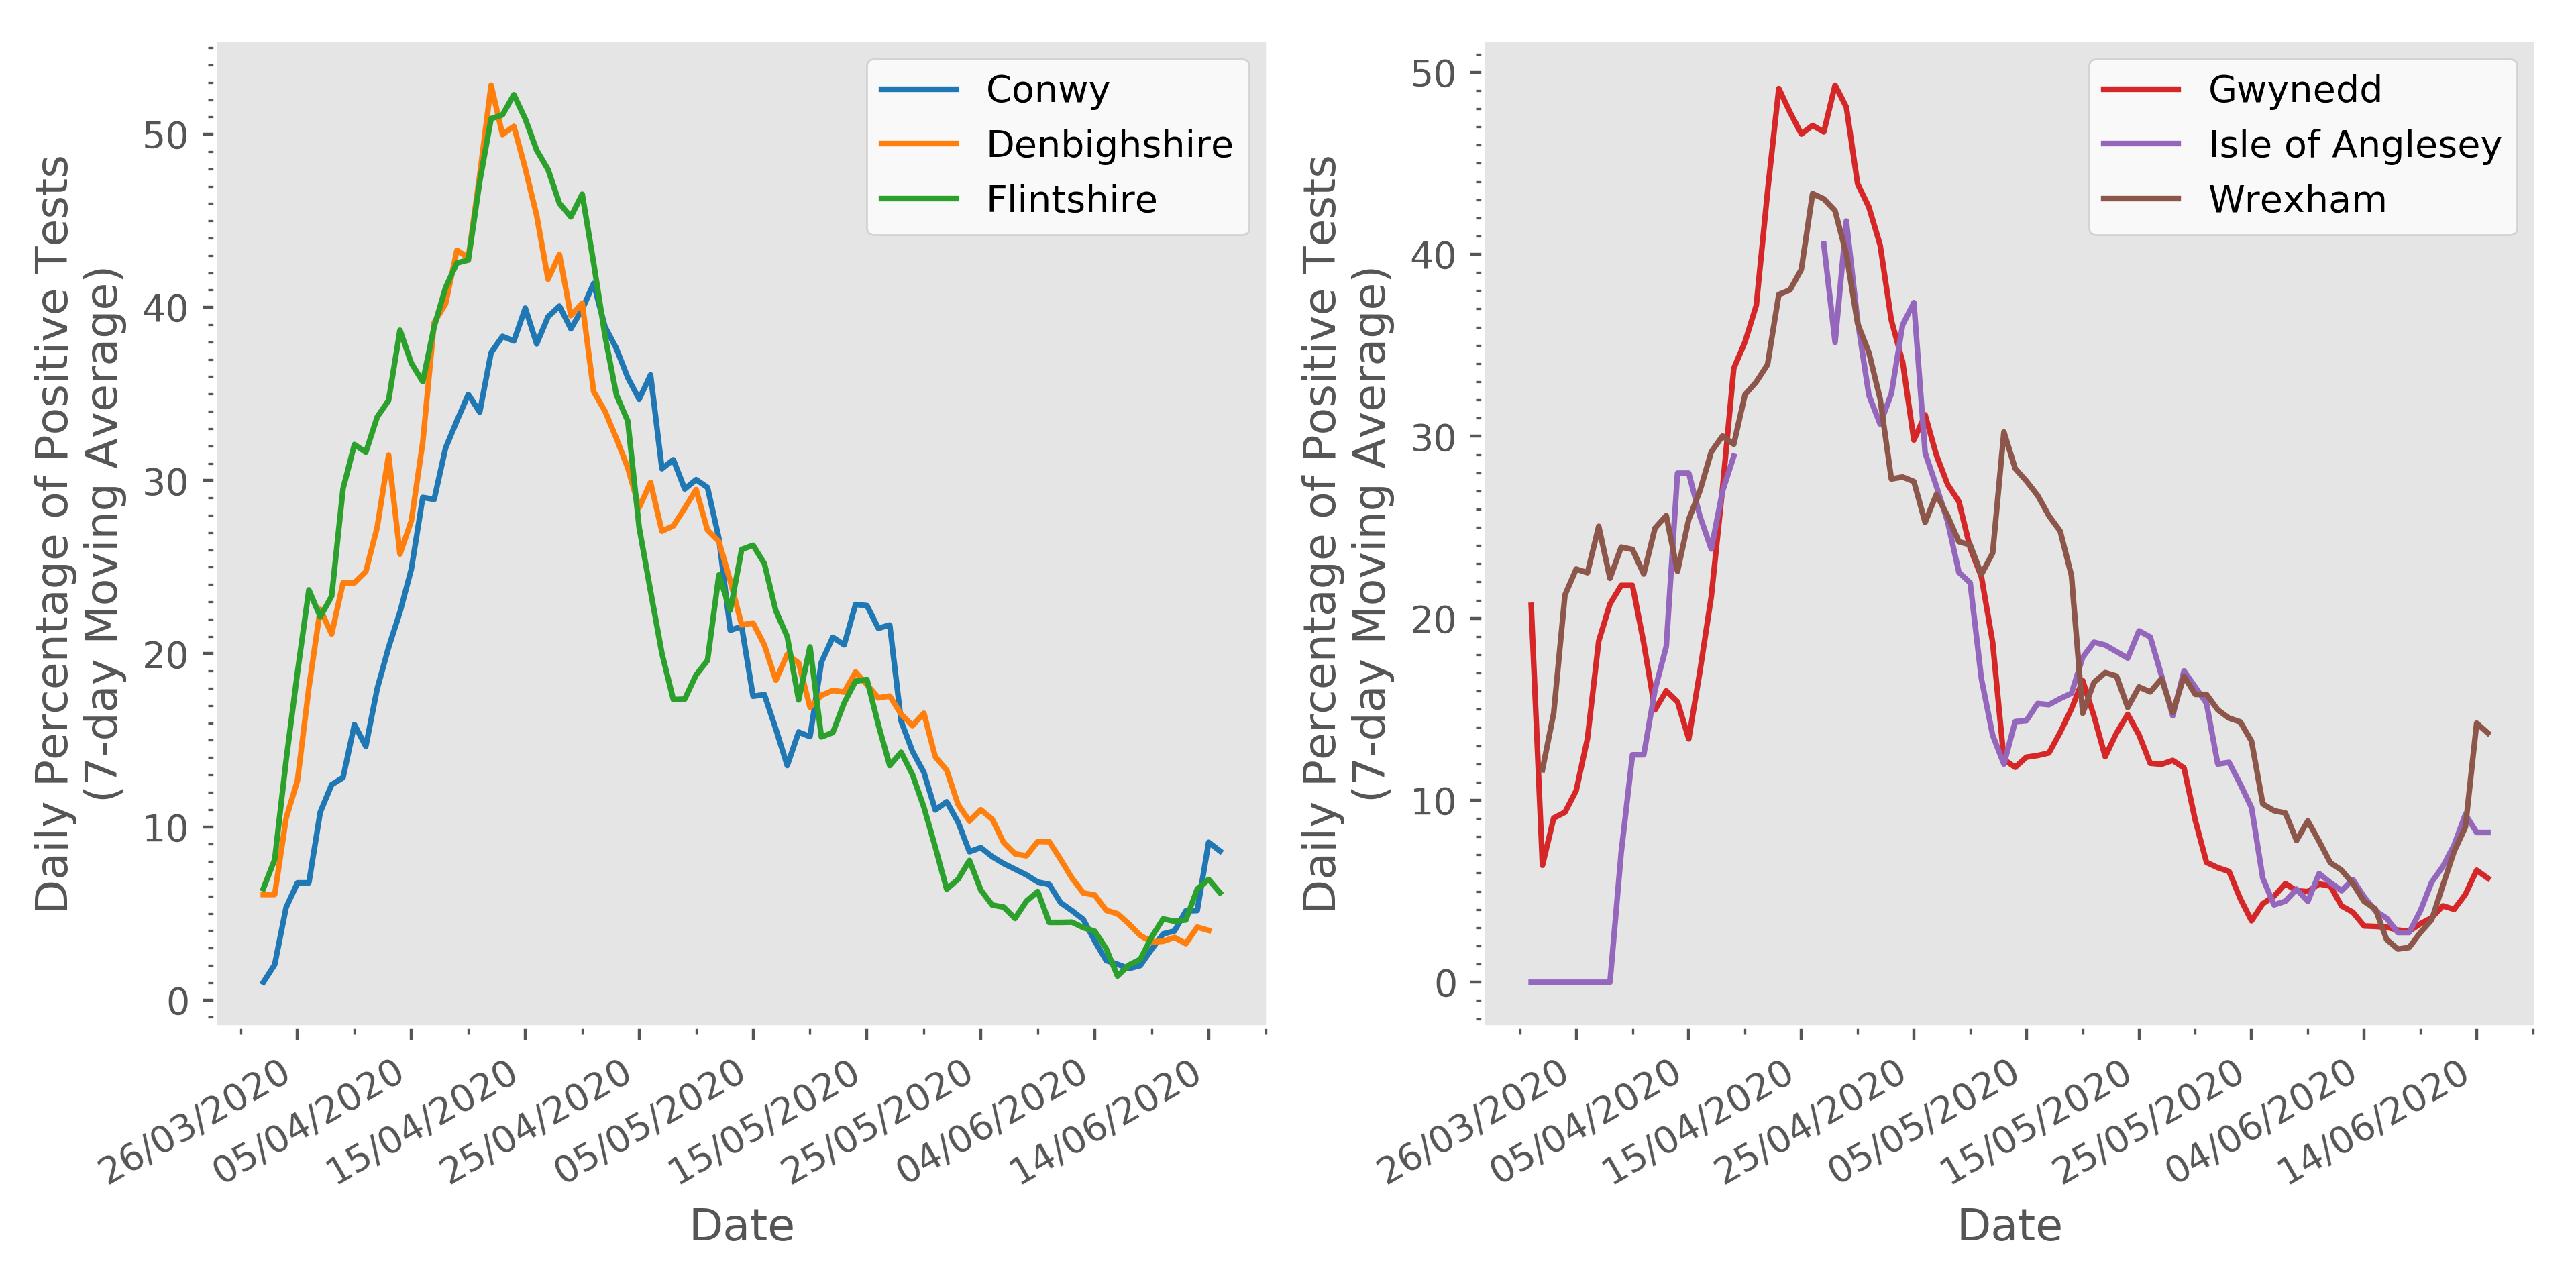 Daily Percentage of Positive Tests
(7-day Moving Average)
50
40
30
20
10
0
Conwy
Denbighshire
Flintshire
26/03/2020
05/04/2020
15/04/2020
25/04/2020
05/05/2020
15/05/2020
25/05/2020
04/06/2020
14/06/2020
Date
Daily Percentage of Positive Tests
(7-day Moving Average)
50
40
30
20
10
0
Gwynedd
Isle of Anglesey
Wrexham
26/03/2020
05/04/2020
15/04/2020
25/04/2020
05/05/2020
15/05/2020
25/05/2020
04/06/2020
14/06/2020
Date